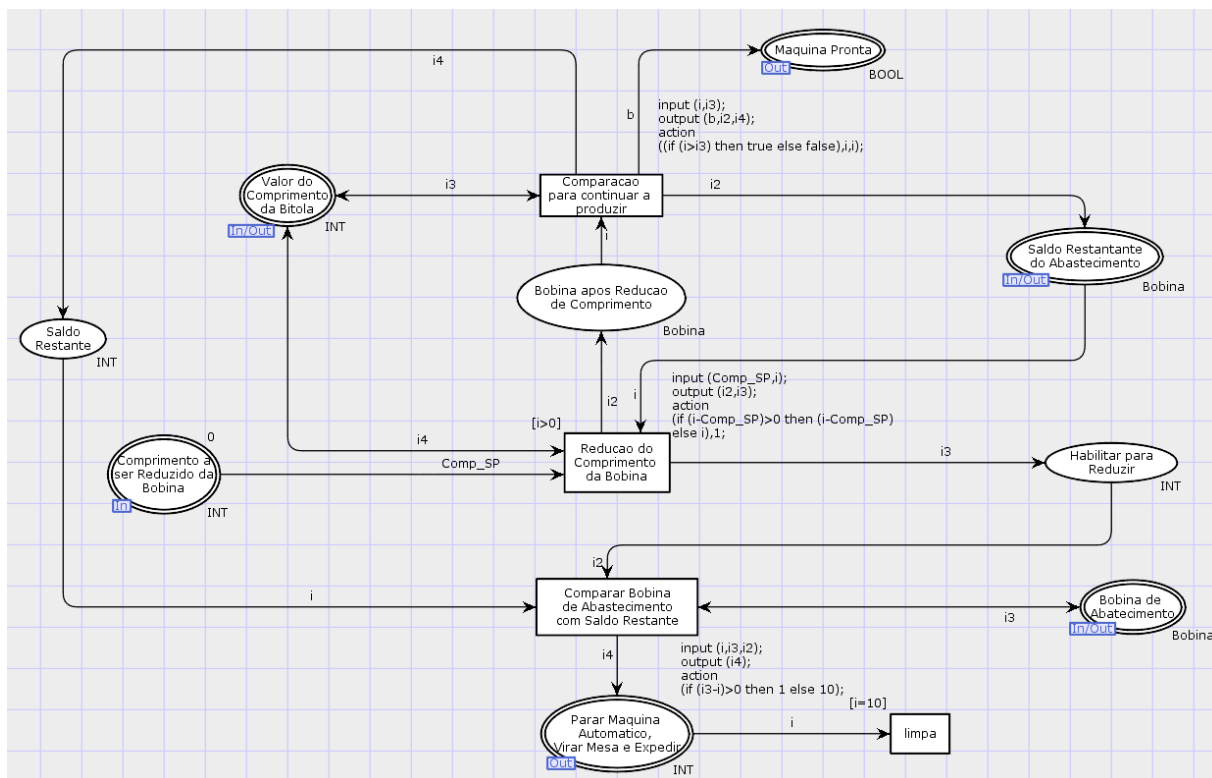 i4
Maquina Pronta
Out
BOOL
b
input (i,i3);
output (b,i2,i4);
action
((if (i>i3) then true else false),i,i);
Valor do
Comprimento
da Bitola
In/Out
INT
i3
Comparacao
para continuar a
produzir
i2
i
Saldo Restantante
do Abastecimento
In/Out
Bobina
Bobina apos Reducao
de Comprimento
Bobina
Saldo
Restante
INT
i2
i
input (Comp_SP,i);
output (i2,i3);
action
(if (i-Comp_SP)>0 then (i-Comp_SP)
else i),1;
[i>0]
0
Comprimento a
ser Reduzido da
Bobina
In
INT
i4
Comp_SP
Reducao do
Comprimento
da Bobina
i3
Habilitar para
Reduzir
INT
i2
i
Comparar Bobina
de Abastecimento
com Saldo Restante
i3
Bobina de
Abatecimento
In/Out
Bobina
i4
input (i,i3,i2);
output (i4);
action
(if (i3-i)>0 then 1 else 10);
Parar Maquina
Automatico,
Virar Mesa e Expedir
Out
INT
i
[i=10]
limpa